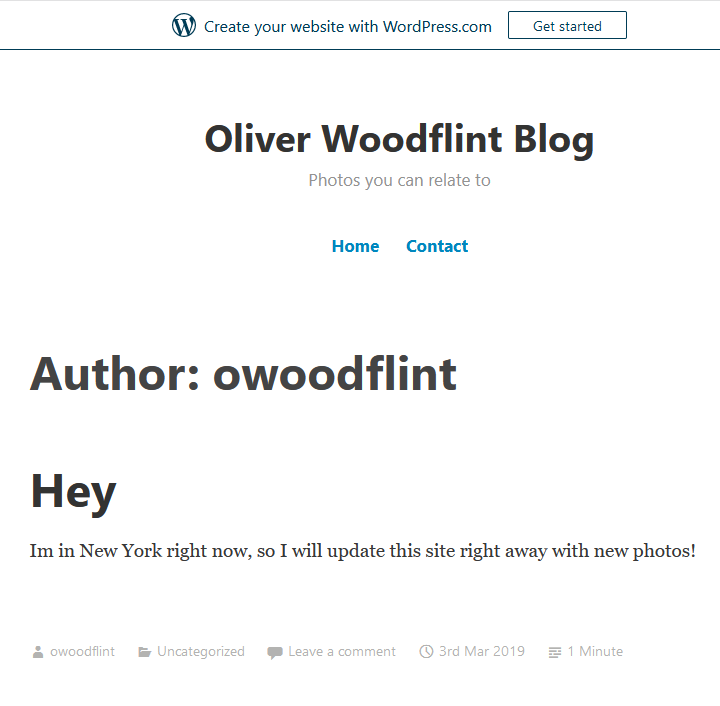 Create your website with WordPress.com Get started
Oliver Woodflint Blog
Photos you can relate to
Home Contact
Author: owoodflint
Hey
Im in New York right now, so I will update this site right away with new photos!
owoodflint Uncategorized Leave a comment 3rd Mar 2019 1 Minute